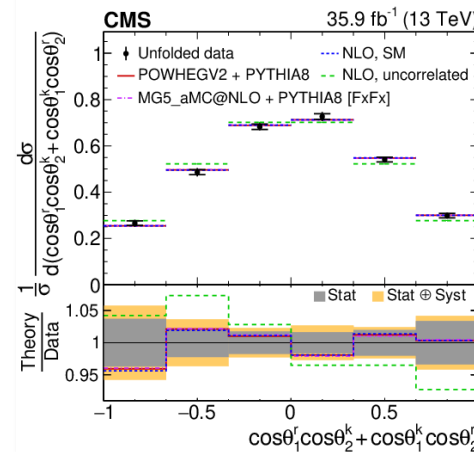 CMS 35.9 fb⁻¹ (13 TeV)
Unfolded data
NLO, SM
POWHEGV2 + PYTHIA8
NLO, uncorrelated
MG5_aMC@NLO + PYTHIA8 [FxFx]
1/σ dσ/d(cosθ₁ʳcosθ₂ᵏ + cosθ₁ᵏcosθ₂ʳ)
1
0.8
0.6
0.4
0.2
0
Stat
Stat ⊕ Syst
Theory
Data
1.05
1
0.95
−1 −0.5 0 0.5 1
cosθ₁ʳcosθ₂ᵏ + cosθ₁ᵏcosθ₂ʳ